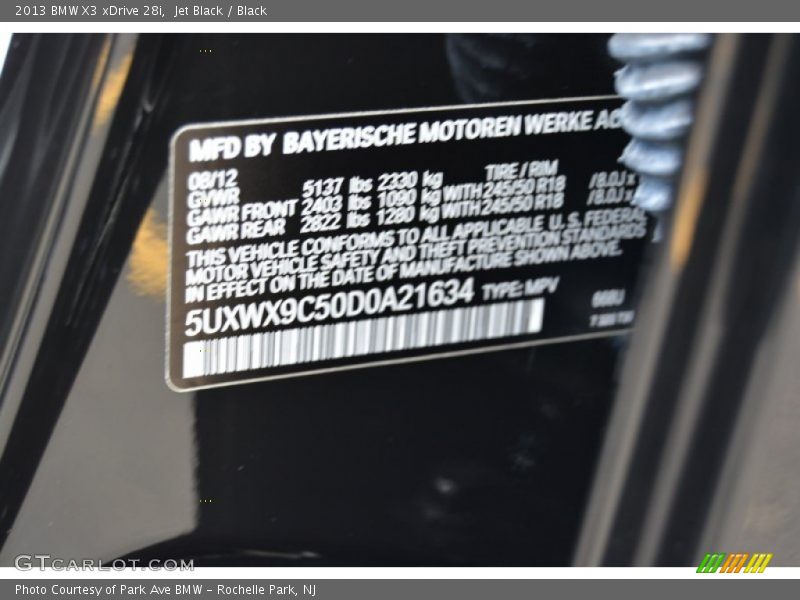 2013 BMW X3 xDrive 28i, Jet Black / Black
MFD BY BAYERISCHE MOTOREN WERKE AG
08/12
GVWR 5137 lbs 2330 kg TIRE / RIM
GAWR FRONT 2403 lbs 1090 kg WITH 245/50 R18 /8.0J x
GAWR REAR 2822 lbs 1280 kg WITH 245/50 R18 /8.0J x
THIS VEHICLE CONFORMS TO ALL APPLICABLE U.S. FEDERAL
MOTOR VEHICLE SAFETY AND THEFT PREVENTION STANDARDS
IN EFFECT ON THE DATE OF MANUFACTURE SHOWN ABOVE.
5UXWX9C50D0A21634 TYPE: MPV
GTCARLOT.COM
Photo Courtesy of Park Ave BMW – Rochelle Park, NJ